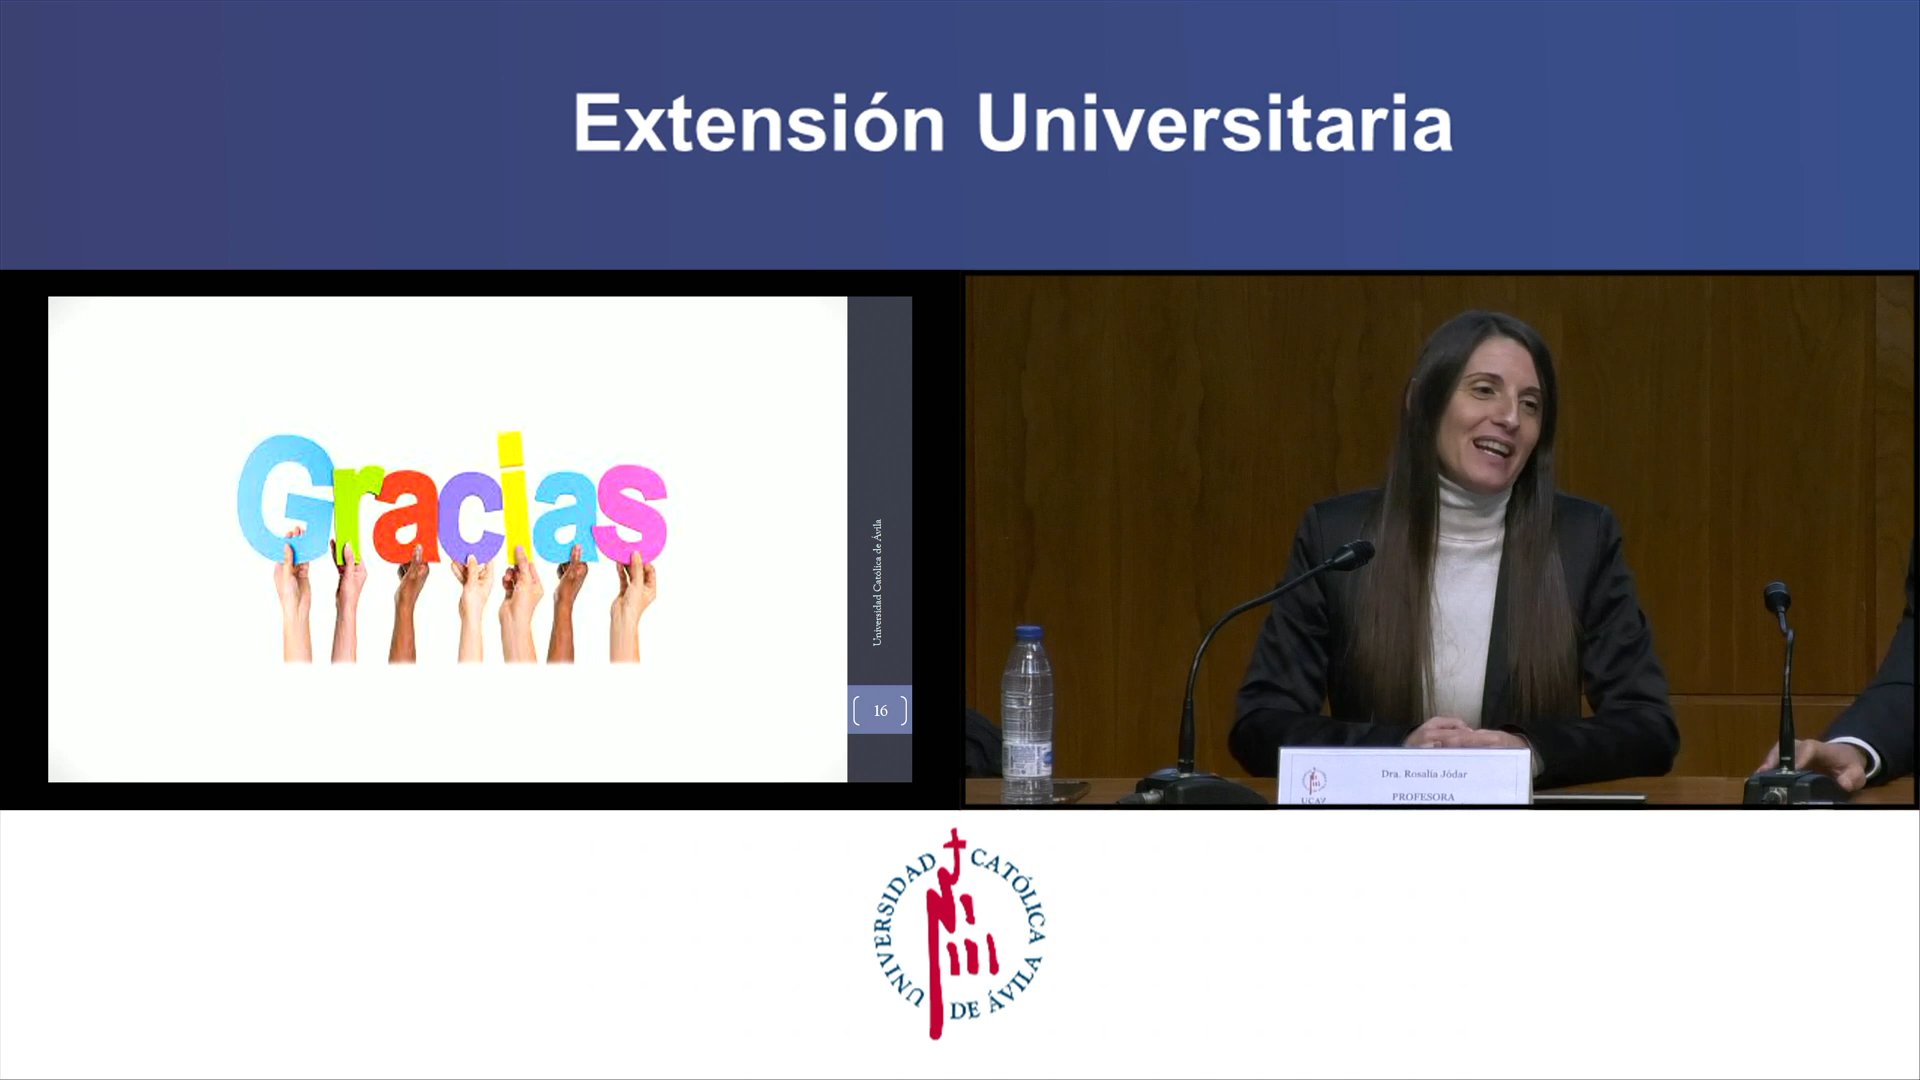 Extensión Universitaria
Gracias
Universidad Católica de Ávila
16
Dra. Rosalía Jódar
PROFESORA
UNIVERSIDAD CATÓLICA DE ÁVILA